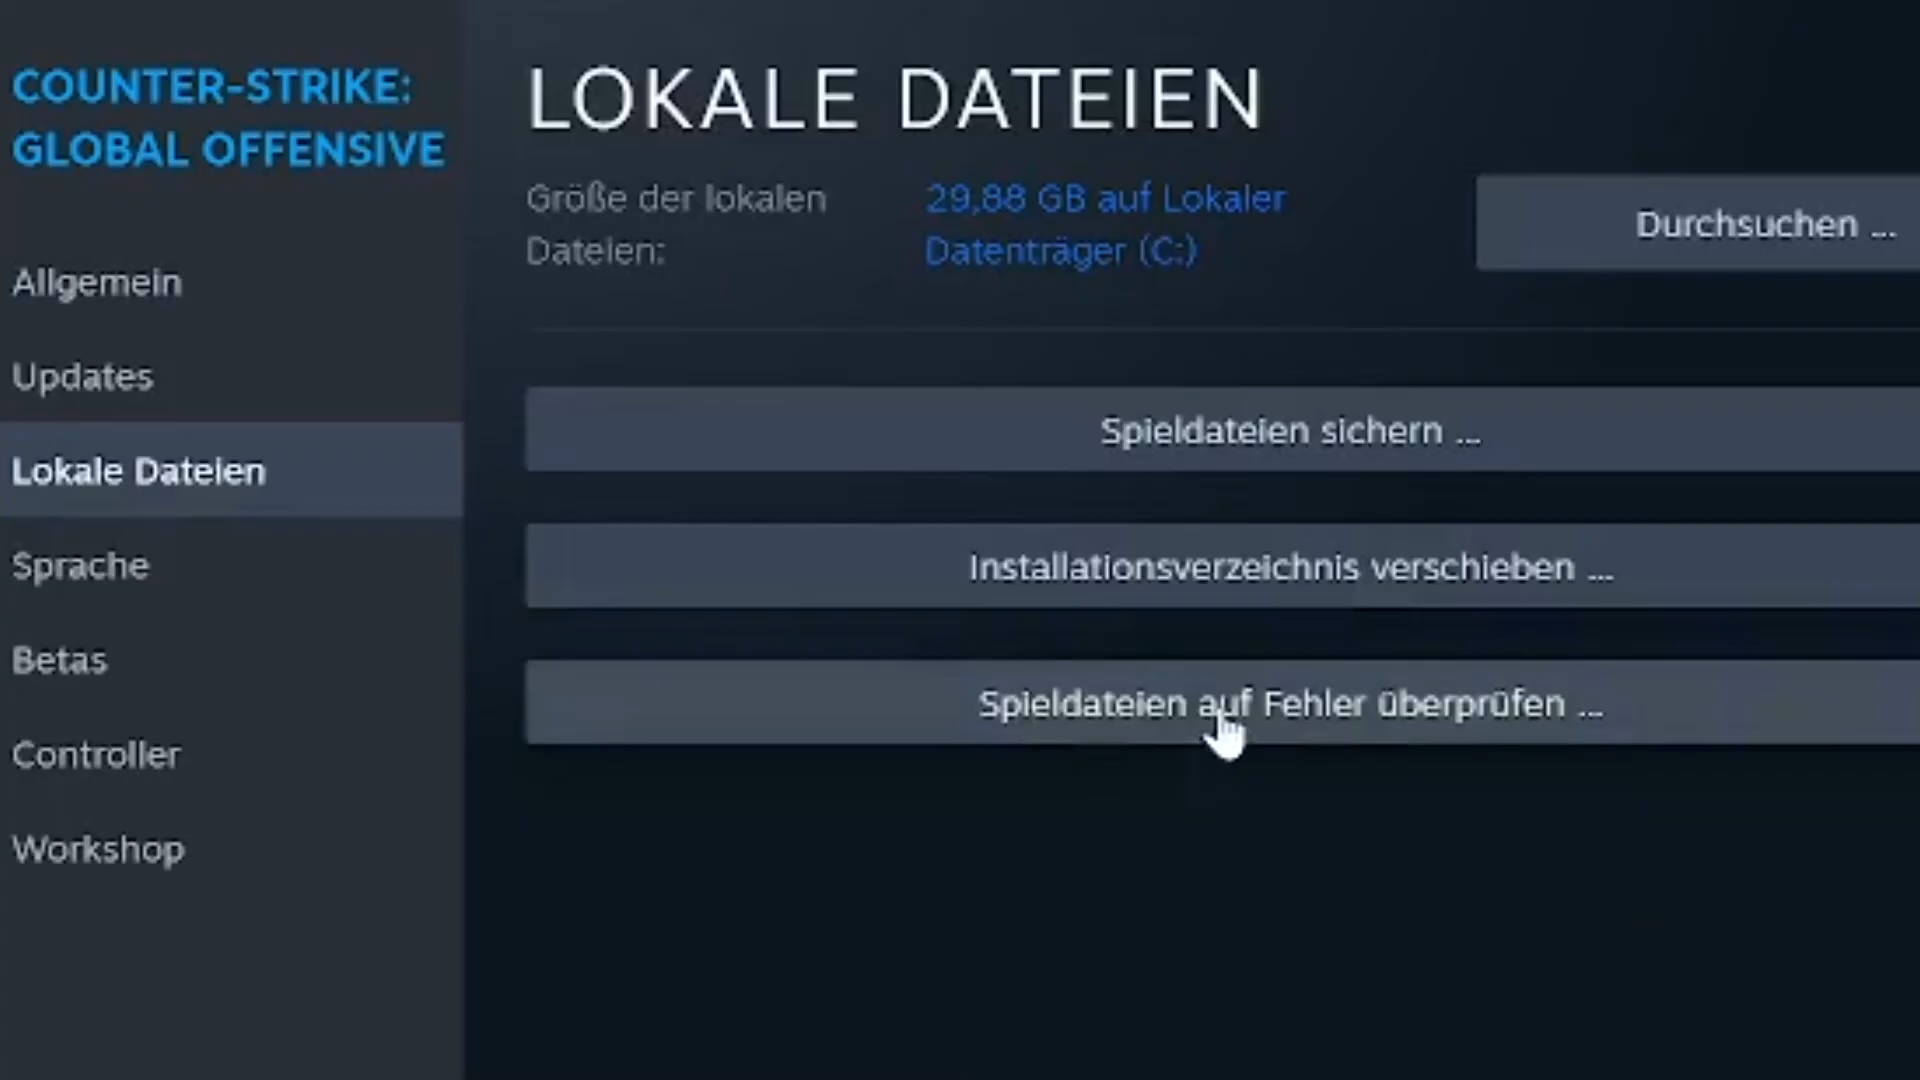 COUNTER-STRIKE:
GLOBAL OFFENSIVE
Allgemein
Updates
Lokale Dateien
Sprache
Betas
Controller
Workshop
LOKALE DATEIEN
Größe der lokalen
Dateien:
29,88 GB auf Lokaler
Datenträger (C:)
Durchsuchen ...
Spieldateien sichern ...
Installationsverzeichnis verschieben ...
Spieldateien auf Fehler überprüfen ...